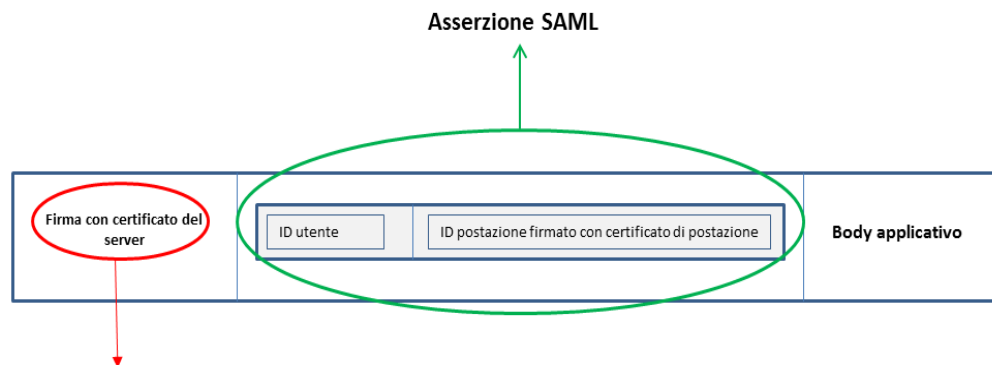 Asserzione SAML
Firma con certificato del
server
ID utente
ID postazione firmato con certificato di postazione
Body applicativo